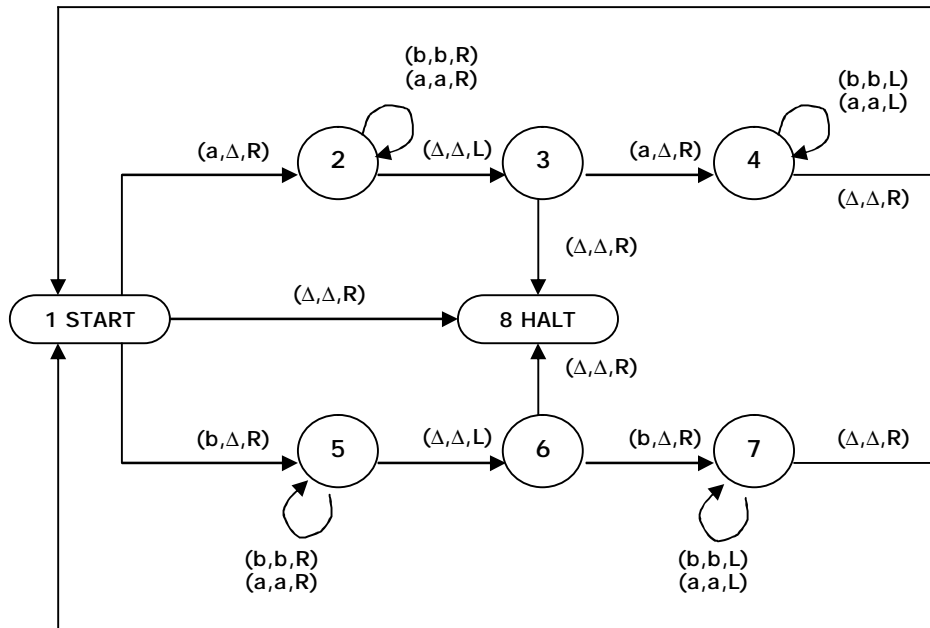 (b,b,R)
(a,a,R)
(b,b,L)
(a,a,L)
(a,Δ,R)
2
(Δ,Δ,L)
3
(a,Δ,R)
4
(Δ,Δ,R)
(Δ,Δ,R)
1 START
(Δ,Δ,R)
8 HALT
(Δ,Δ,R)
(b,Δ,R)
5
(Δ,Δ,L)
6
(b,Δ,R)
7
(Δ,Δ,R)
(b,b,R)
(a,a,R)
(b,b,L)
(a,a,L)